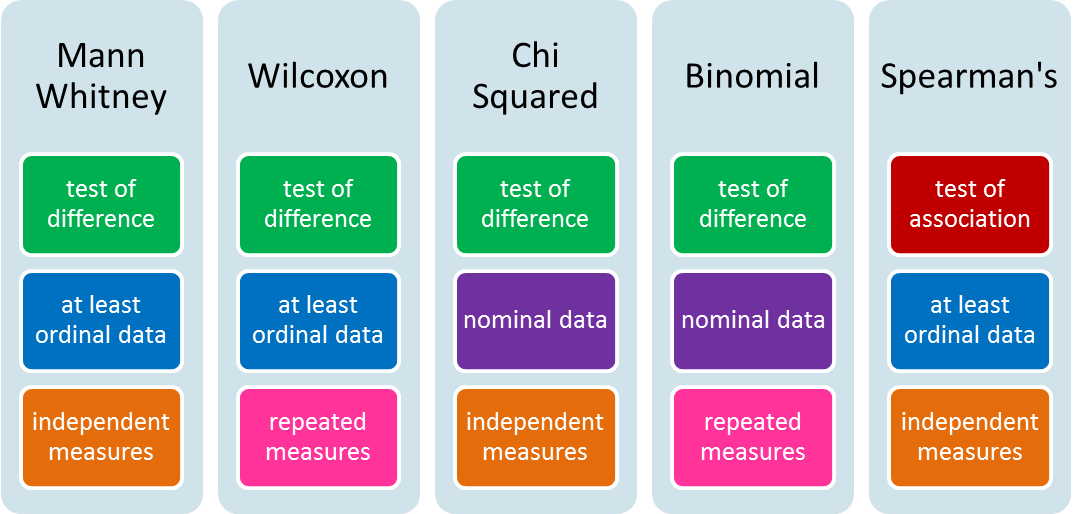 Mann
Whitney
test of
difference
at least
ordinal data
independent
measures
Wilcoxon
test of
difference
at least
ordinal data
repeated
measures
Chi
Squared
test of
difference
nominal data
independent
measures
Binomial
test of
difference
nominal data
repeated
measures
Spearman's
test of
association
at least
ordinal data
independent
measures